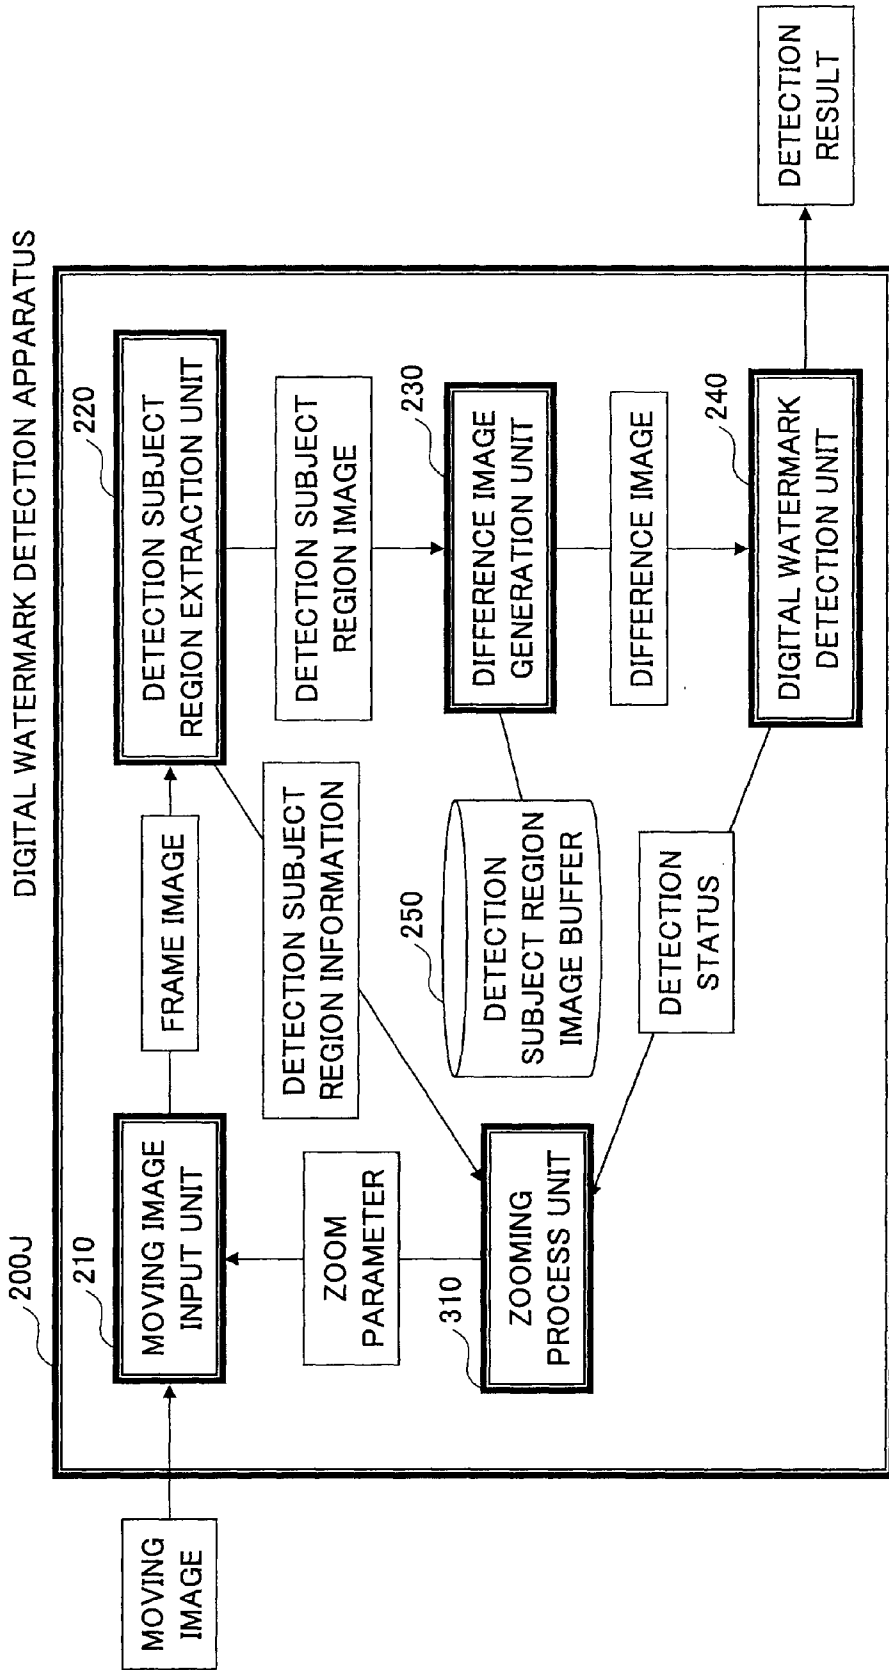 DIGITAL WATERMARK DETECTION APPARATUS
200J
MOVING
IMAGE
210
MOVING IMAGE
INPUT UNIT
FRAME IMAGE
220
DETECTION SUBJECT
REGION EXTRACTION UNIT
DETECTION SUBJECT
REGION INFORMATION
DETECTION SUBJECT
REGION IMAGE
ZOOM
PARAMETER
310
ZOOMING
PROCESS UNIT
250
DETECTION
SUBJECT REGION
IMAGE BUFFER
230
DIFFERENCE IMAGE
GENERATION UNIT
DIFFERENCE IMAGE
DETECTION
STATUS
240
DIGITAL WATERMARK
DETECTION UNIT
DETECTION
RESULT